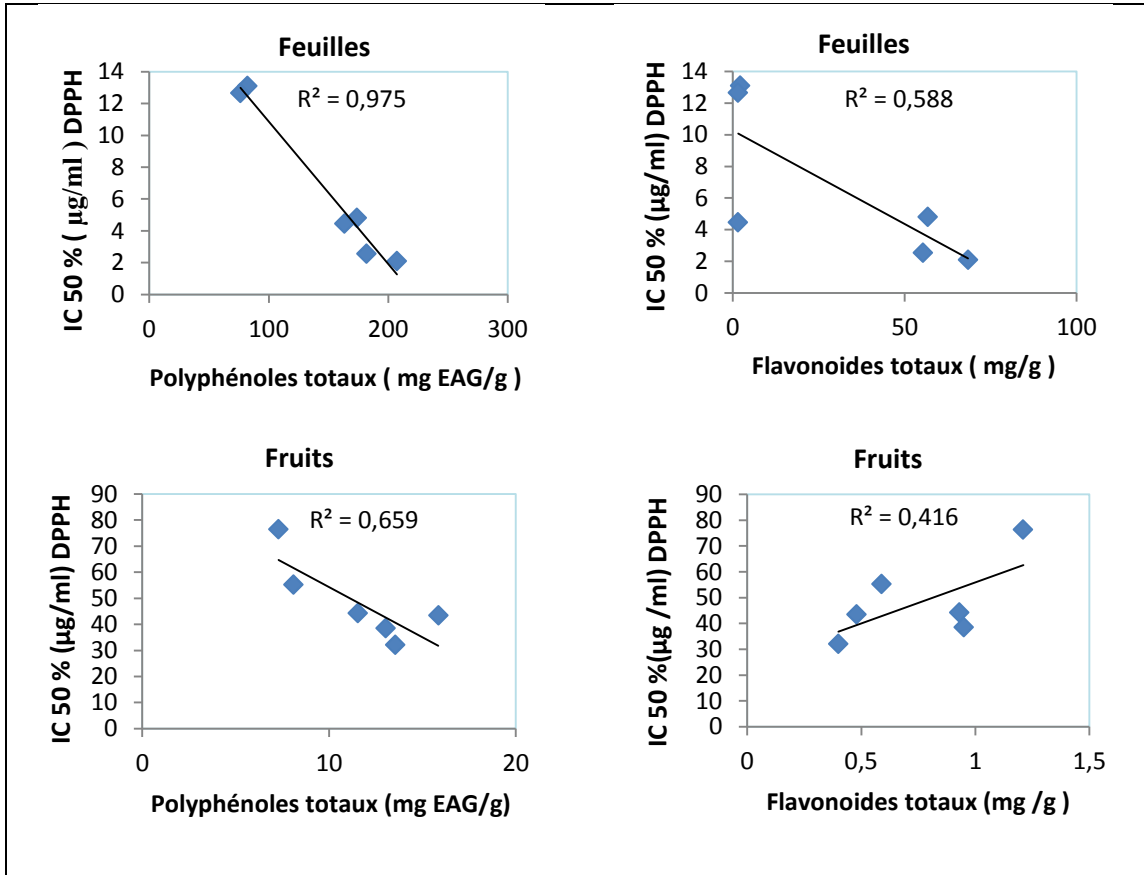 Feuilles
IC 50 % ( µg/ml ) DPPH
14
12
10
8
6
4
2
0
R² = 0,975
0 100 200 300
Polyphénoles totaux ( mg EAG/g )
Feuilles
IC 50 % (µg/ml) DPPH
14
12
10
8
6
4
2
0
R² = 0,588
0 50 100
Flavonoides totaux ( mg/g )
Fruits
IC 50 % (µg/ml) DPPH
90
80
70
60
50
40
30
20
10
0
R² = 0,659
0 10 20
Polyphénoles totaux (mg EAG/g)
Fruits
IC 50 %(µg /ml) DPPH
90
80
70
60
50
40
30
20
10
0
R² = 0,416
0 0,5 1 1,5
Flavonoides totaux (mg /g )